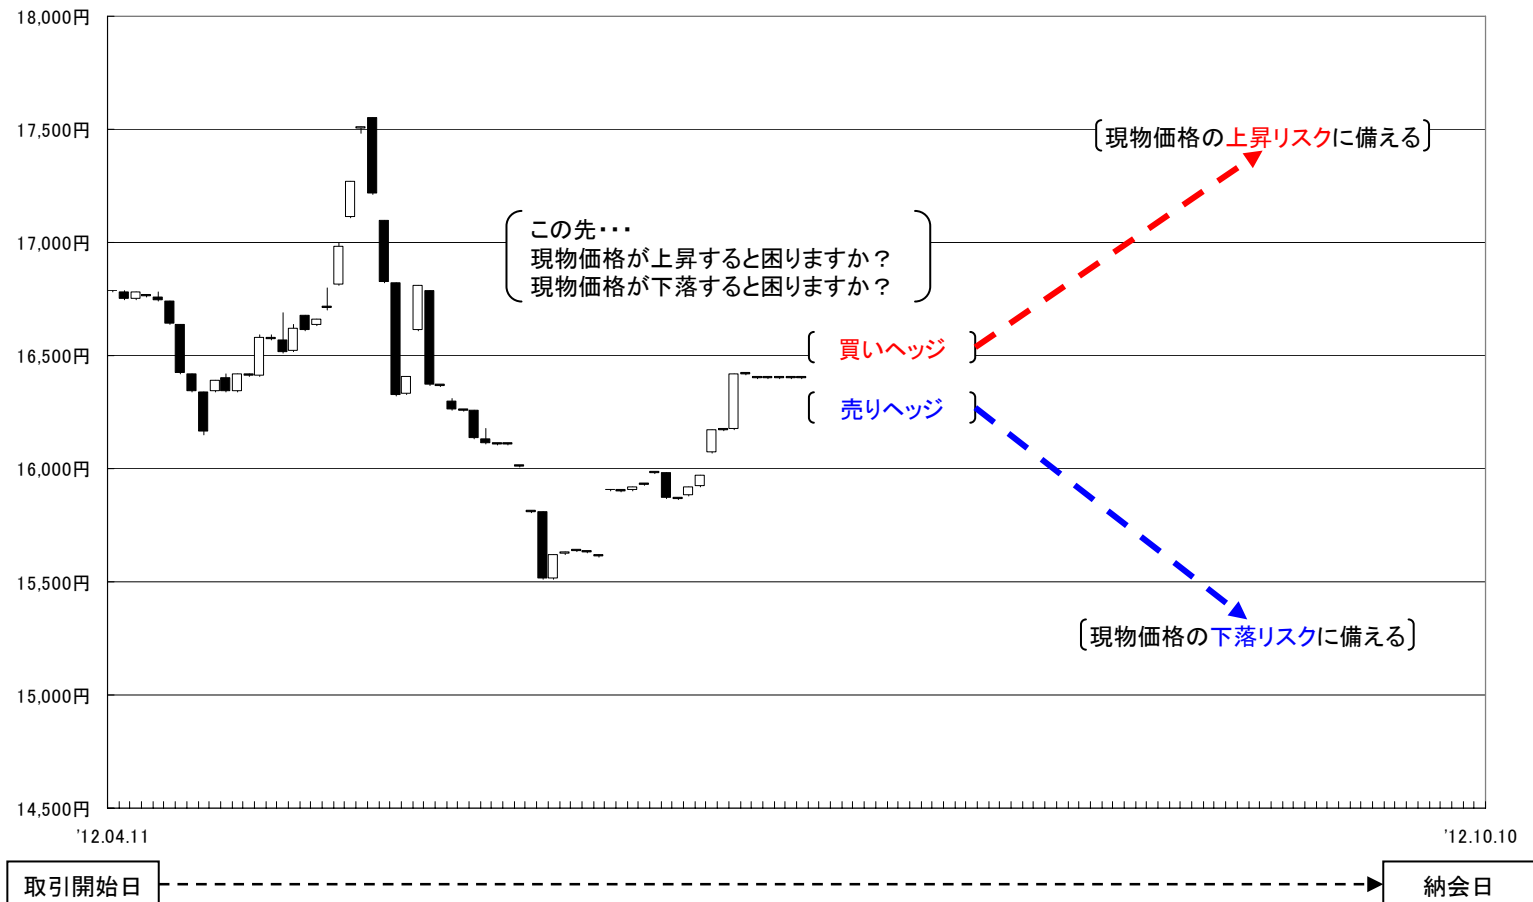 18,000円
17,500円
17,000円
16,500円
16,000円
15,500円
15,000円
14,500円
現物価格の上昇リスクに備える
この先・・・
現物価格が上昇すると困りますか？
現物価格が下落すると困りますか？
買いヘッジ
売りヘッジ
現物価格の下落リスクに備える
'12.04.11
'12.10.10
取引開始日
納会日